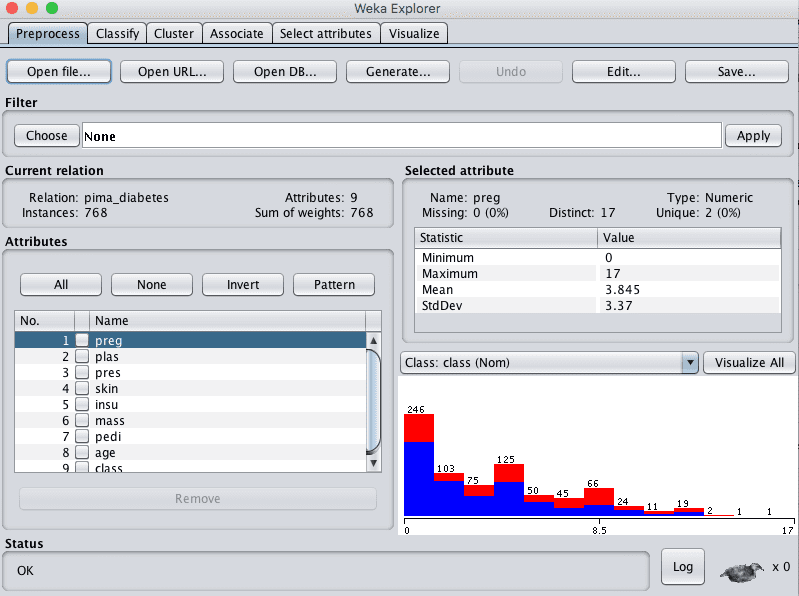 Weka Explorer
Preprocess Classify Cluster Associate Select attributes Visualize
Open file... Open URL... Open DB... Generate... Undo Edit... Save...
Filter
Choose None Apply
Current relation
Relation: pima_diabetes Attributes: 9
Instances: 768 Sum of weights: 768
Selected attribute
Name: preg Type: Numeric
Missing: 0 (0%) Distinct: 17 Unique: 2 (0%)
Statistic Value
Minimum 0
Maximum 17
Mean 3.845
StdDev 3.37
Attributes
All None Invert Pattern
No. Name
1 preg
2 plas
3 pres
4 skin
5 insu
6 mass
7 pedi
8 age
9 class
Remove
Class: class (Nom) Visualize All
246
103
75
125
50
45
66
24
11
19
2
1
1
0 8.5 17
Status
OK
Log x 0